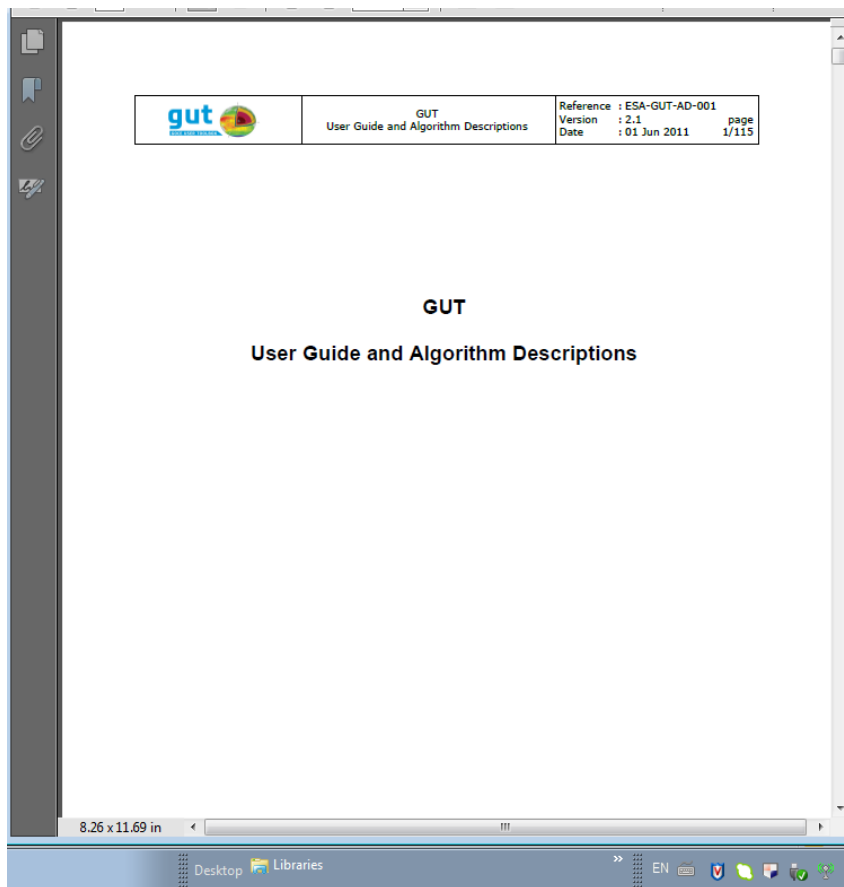 gut
GUT
User Guide and Algorithm Descriptions
Reference : ESA-GUT-AD-001
Version : 2.1 page
Date : 01 Jun 2011 1/115
GUT
User Guide and Algorithm Descriptions
8.26 x 11.69 in
Desktop Libraries » EN